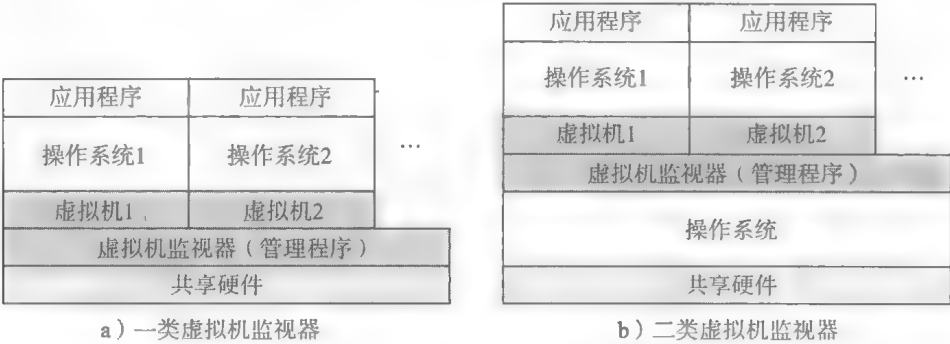 应用程序 应用程序
操作系统1 操作系统2 …
虚拟机1 虚拟机2
虚拟机监视器（管理程序）
共享硬件
a）一类虚拟机监视器
应用程序 应用程序
操作系统1 操作系统2 …
虚拟机1 虚拟机2
虚拟机监视器（管理程序）
操作系统
共享硬件
b）二类虚拟机监视器